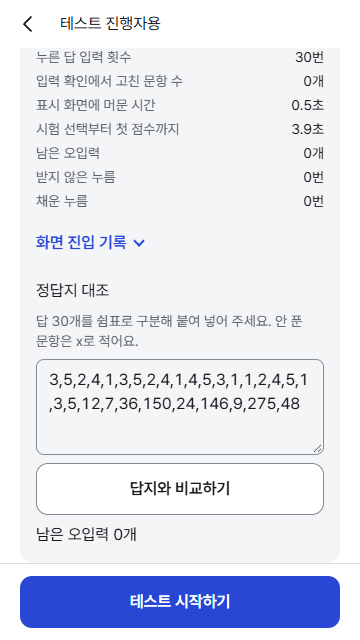 테스트 진행자용
누른 답 입력 횟수 30번
입력 확인에서 고친 문항 수 0개
표시 화면에 머문 시간 0.5초
시험 선택부터 첫 점수까지 3.9초
남은 오입력 0개
받지 않은 누름 0번
채운 누름 0번
화면 진입 기록
정답지 대조
답 30개를 쉼표로 구분해 붙여 넣어 주세요. 안 푼
문항은 x로 적어요.
3,5,2,4,1,3,5,2,4,1,4,5,3,1,1,2,4,5,1
,3,5,12,7,36,150,24,146,9,275,48
답지와 비교하기
남은 오입력 0개
테스트 시작하기